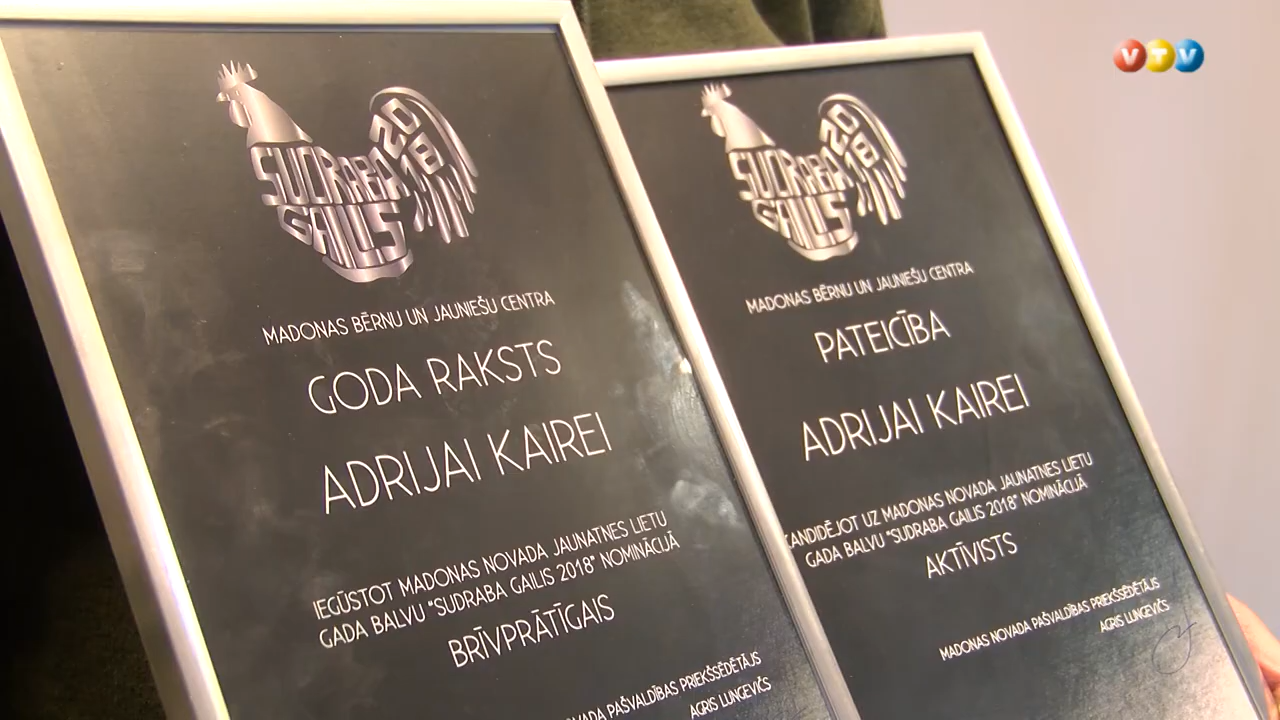 VTV
SUDRABA
GAILIS
2018
MADONAS BĒRNU UN JAUNIEŠU CENTRA
GODA RAKSTS
ADRIJAI KAIREI
IEGŪSTOT MADONAS NOVADA JAUNATNES LIETU
GADA BALVU "SUDRABA GAILIS 2018" NOMINĀCIJĀ
BRĪVPRĀTĪGAIS
NOVADA PAŠVALDĪBAS PRIEKŠSĒDĒTĀJS
AGRIS LUNGEVIČS
SUDRABA
GAILIS
2018
MADONAS BĒRNU UN JAUNIEŠU CENTRA
PATEICĪBA
ADRIJAI KAIREI
KANDIDĒJOT UZ MADONAS NOVADA JAUNATNES LIETU
GADA BALVU "SUDRABA GAILIS 2018" NOMINĀCIJĀ
AKTĪVISTS
MADONAS NOVADA PAŠVALDĪBAS PRIEKŠSĒDĒTĀJS
AGRIS LUNGEVIČS